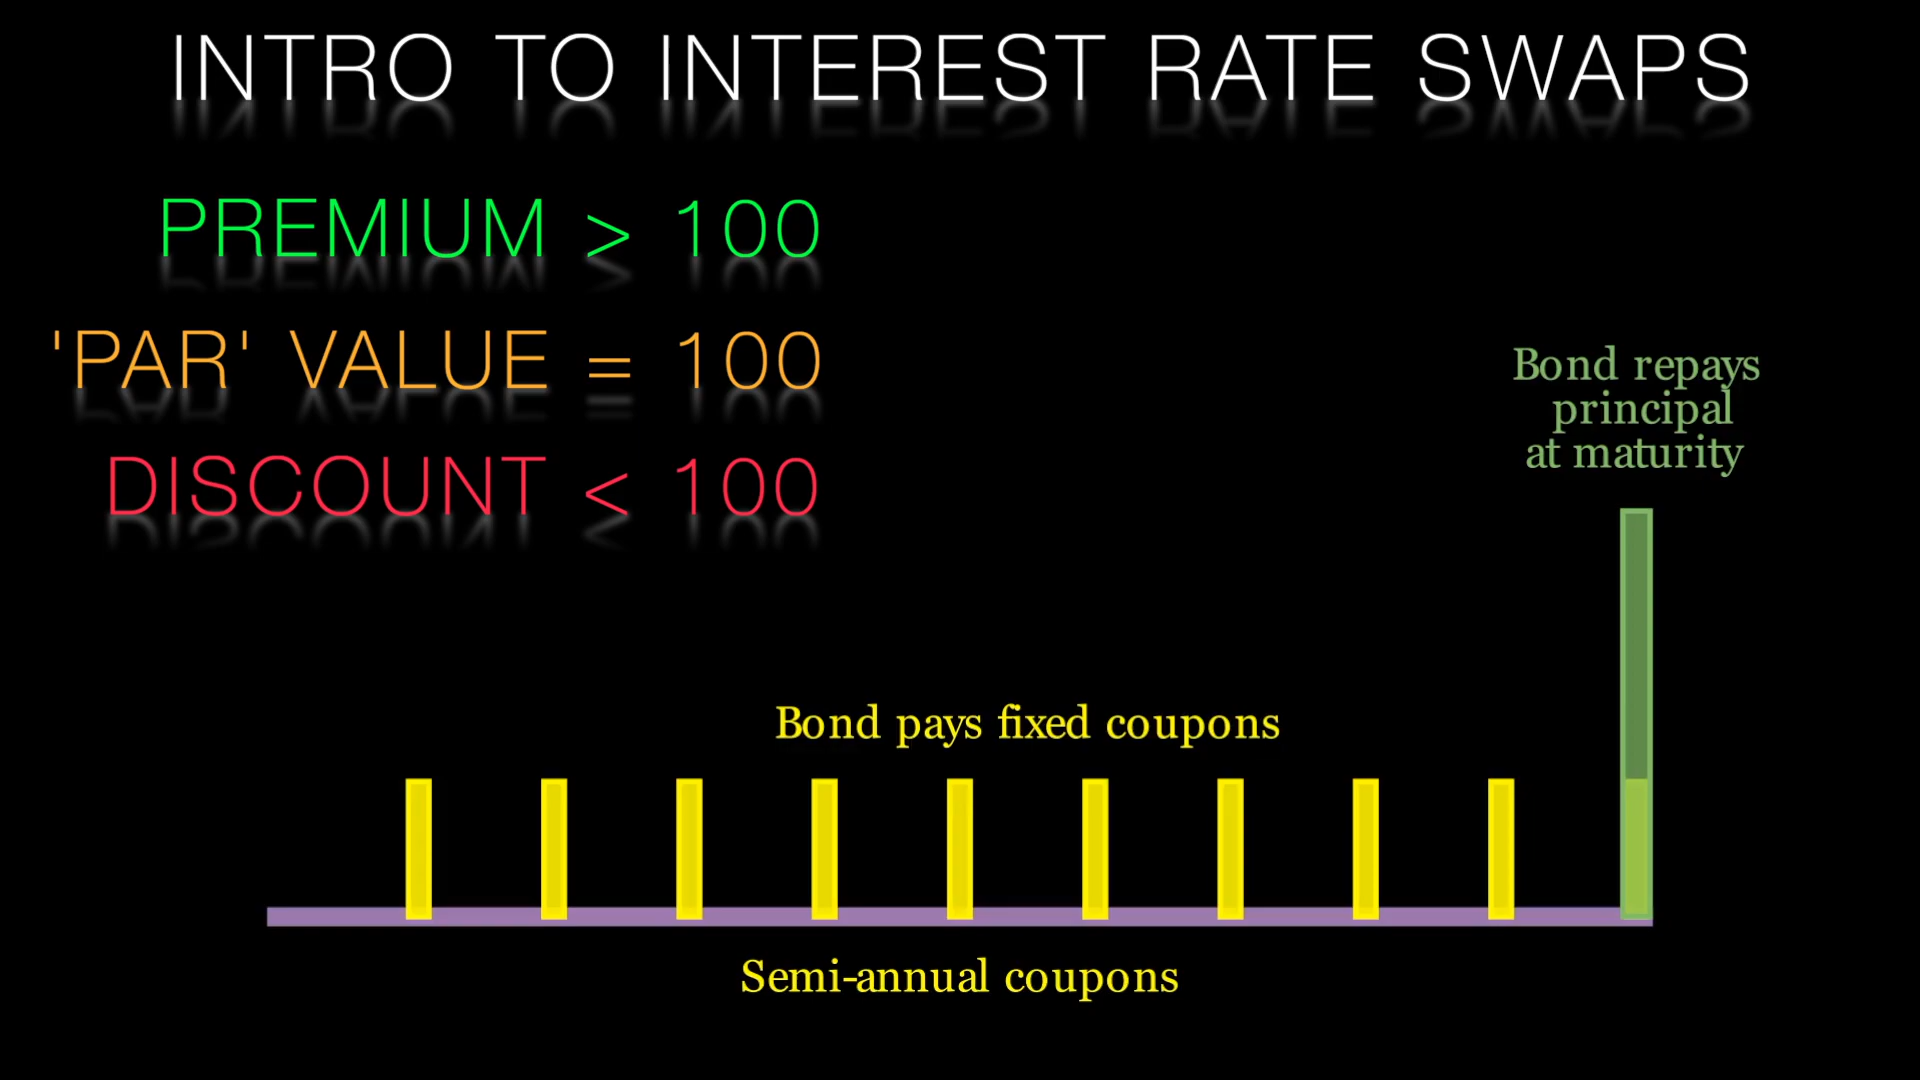 INTRO TO INTEREST RATE SWAPS
PREMIUM > 100
'PAR' VALUE = 100
DISCOUNT < 100
Bond repays
principal
at maturity
Bond pays fixed coupons
Semi-annual coupons